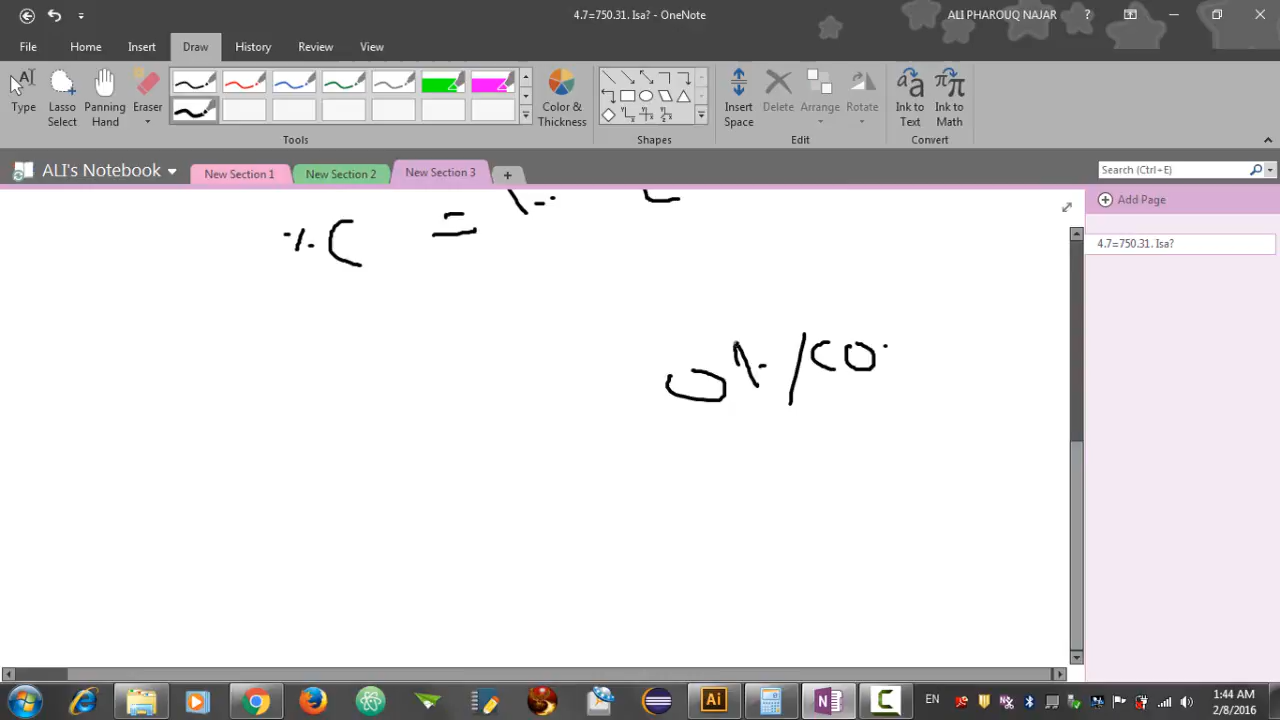 4.7=750.31. Isa? - OneNote
ALI PHAROUQ NAJAR
File Home Insert Draw History Review View
Type
Lasso Select
Panning Hand
Eraser
Color & Thickness
Insert Space
Delete
Arrange
Rotate
Ink to Text
Ink to Math
Tools
Shapes
Edit
Convert
ALI's Notebook
New Section 1
New Section 2
New Section 3
Search (Ctrl+E)
Add Page
4.7=750.31. Isa?
% C =
/ CO
EN
1:44 AM
2/8/2016